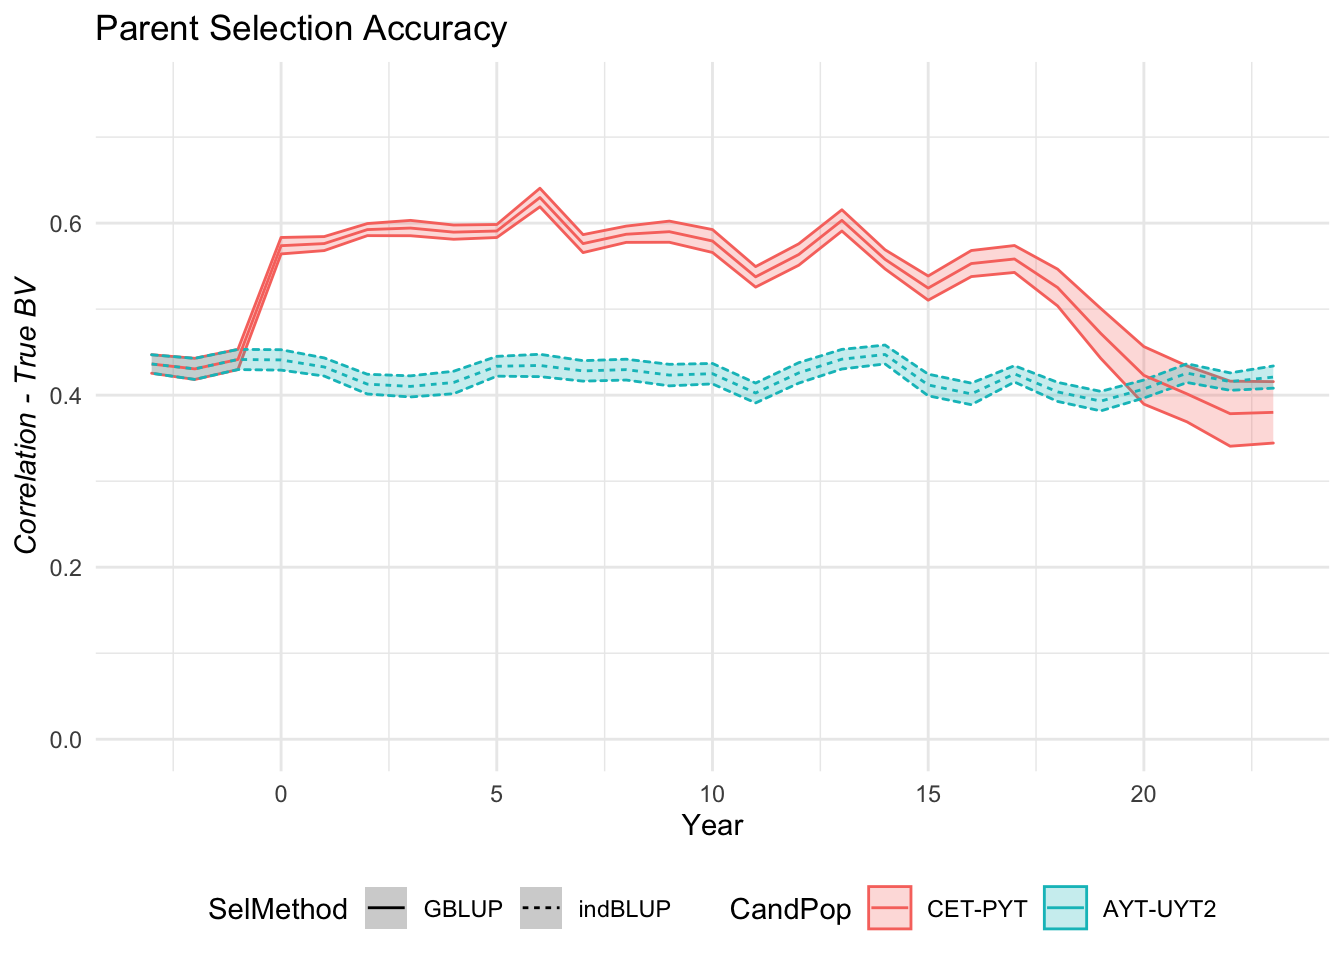 Parent Selection Accuracy
Correlation - True BV
0.6
0.4
0.2
0.0
0 5 10 15 20
Year
SelMethod GBLUP indBLUP CandPop CET-PYT AYT-UYT2